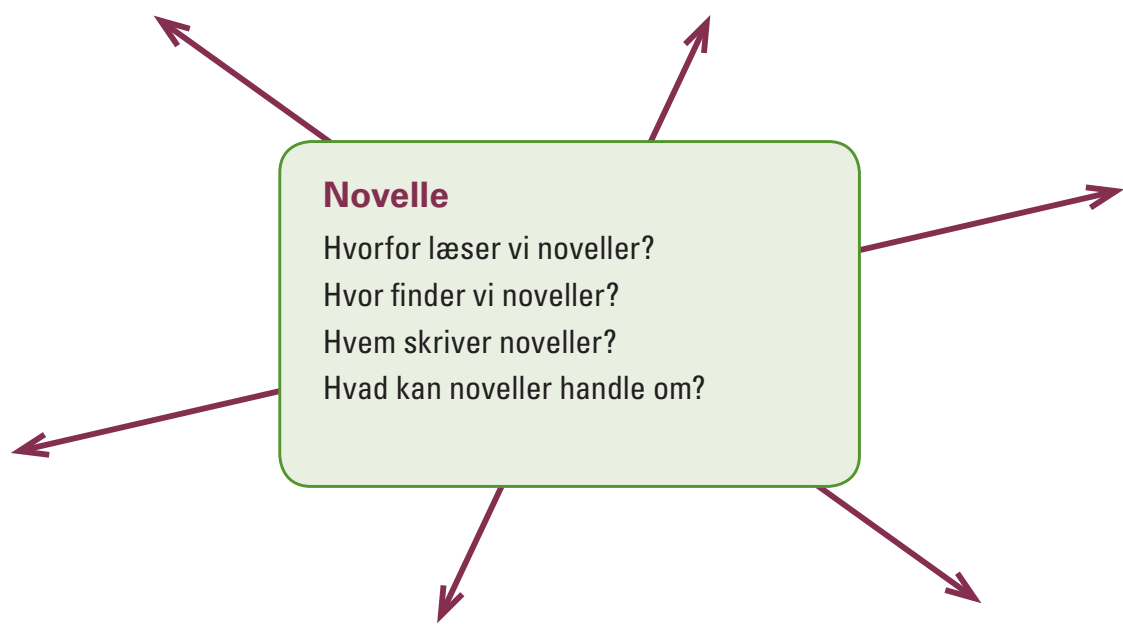 Novelle
Hvorfor læser vi noveller?
Hvor finder vi noveller?
Hvem skriver noveller?
Hvad kan noveller handle om?